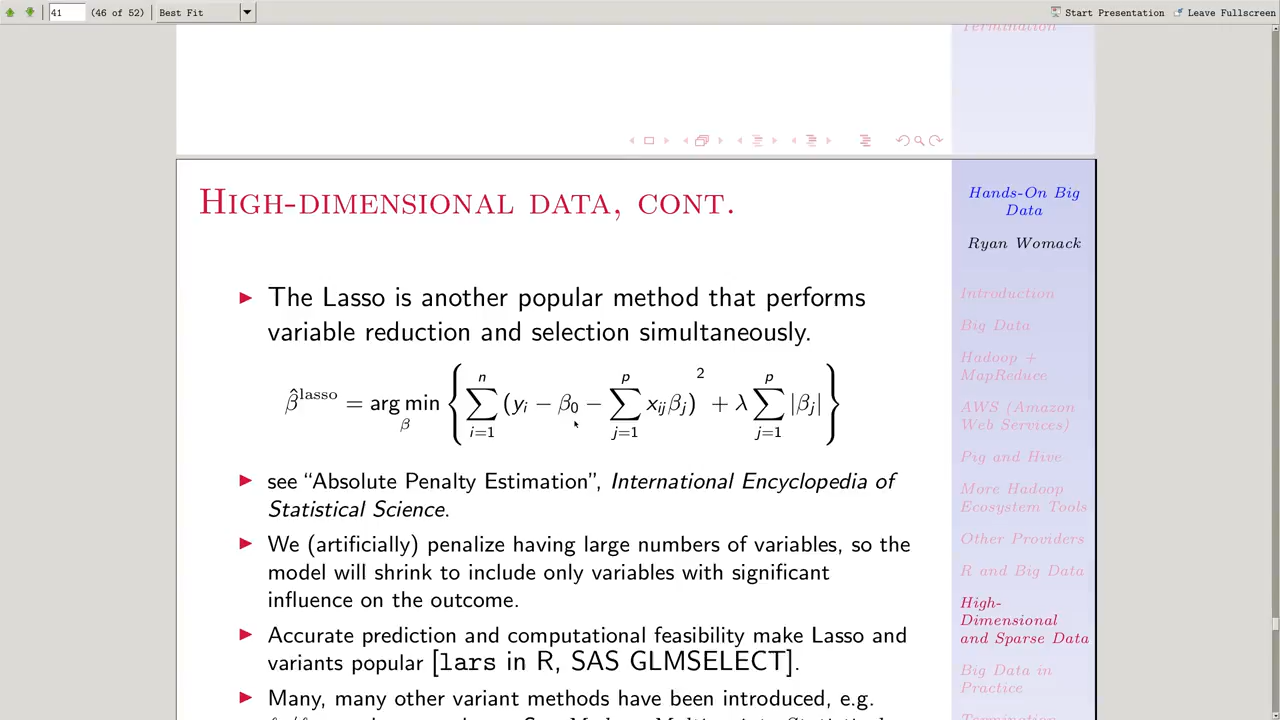 41 (46 of 52) Best Fit Start Presentation Leave Fullscreen
Termination
HIGH-DIMENSIONAL DATA, CONT.
The Lasso is another popular method that performs
variable reduction and selection simultaneously.
β̂^lasso = arg min_β { ∑_{i=1}^{n} (y_i − β_0 − ∑_{j=1}^{p} x_{ij}β_j)^2 + λ ∑_{j=1}^{p} |β_j| }
see “Absolute Penalty Estimation”, International Encyclopedia of
Statistical Science.
We (artificially) penalize having large numbers of variables, so the
model will shrink to include only variables with significant
influence on the outcome.
Accurate prediction and computational feasibility make Lasso and
variants popular [lars in R, SAS GLMSELECT].
Many, many other variant methods have been introduced, e.g.
Hands-On Big
Data
Ryan Womack
Introduction
Big Data
Hadoop +
MapReduce
AWS (Amazon
Web Services)
Pig and Hive
More Hadoop
Ecosystem Tools
Other Providers
R and Big Data
High-
Dimensional
and Sparse Data
Big Data in
Practice
Termination